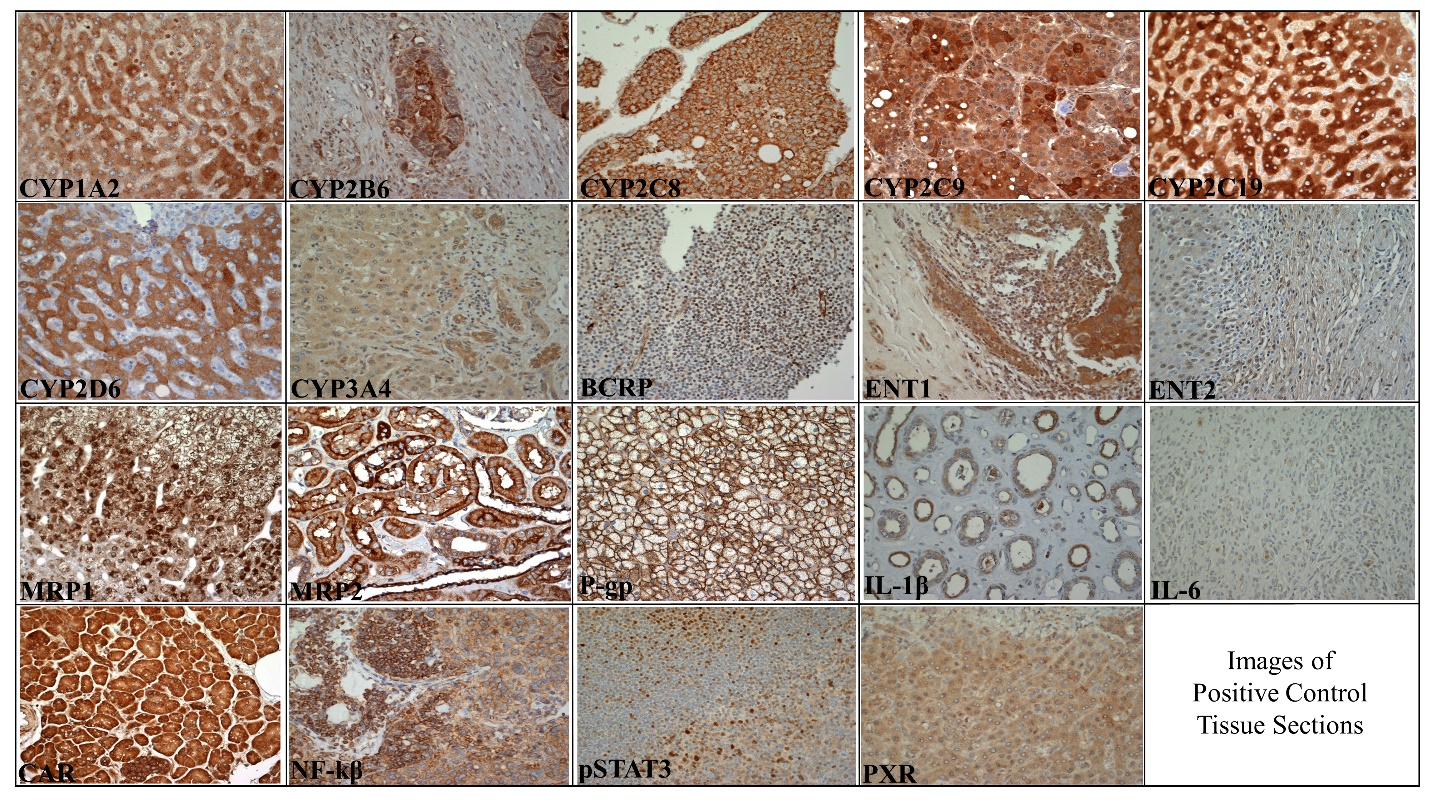 CYP1A2
CYP2B6
CYP2C8
CYP2C9
CYP2C19
CYP2D6
CYP3A4
BCRP
ENT1
ENT2
MRP1
MRP2
P-gp
IL-1β
IL-6
CAR
NF-kβ
pSTAT3
PXR
Images of
Positive Control
Tissue Sections